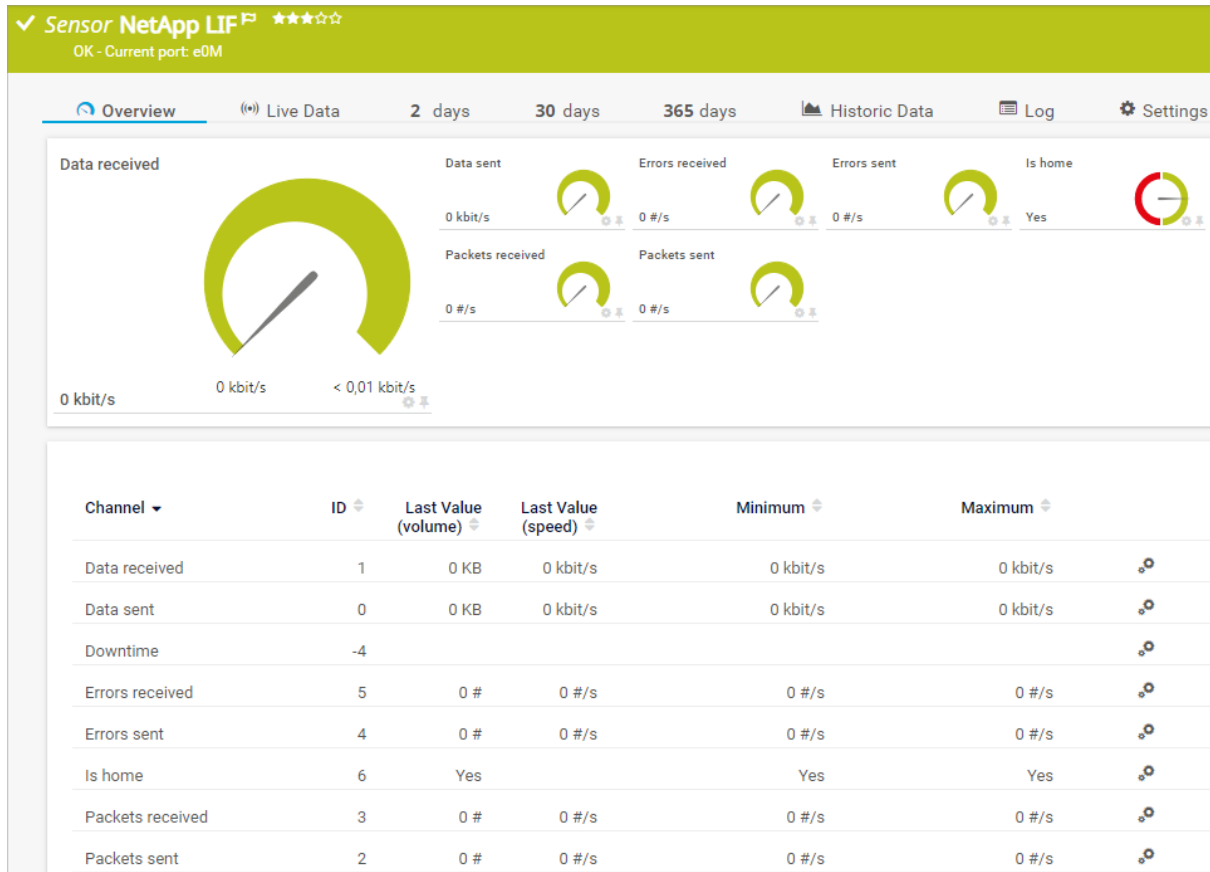 Sensor NetApp LIF
OK - Current port: e0M
Overview Live Data 2 days 30 days 365 days Historic Data Log Settings
Data received
0 kbit/s < 0,01 kbit/s
0 kbit/s
Data sent
0 kbit/s
Errors received
0 #/s
Errors sent
0 #/s
Is home
Yes
Packets received
0 #/s
Packets sent
0 #/s
Channel ID Last Value (volume) Last Value (speed) Minimum Maximum
Data received 1 0 KB 0 kbit/s 0 kbit/s 0 kbit/s
Data sent 0 0 KB 0 kbit/s 0 kbit/s 0 kbit/s
Downtime -4
Errors received 5 0 # 0 #/s 0 #/s 0 #/s
Errors sent 4 0 # 0 #/s 0 #/s 0 #/s
Is home 6 Yes Yes Yes
Packets received 3 0 # 0 #/s 0 #/s 0 #/s
Packets sent 2 0 # 0 #/s 0 #/s 0 #/s